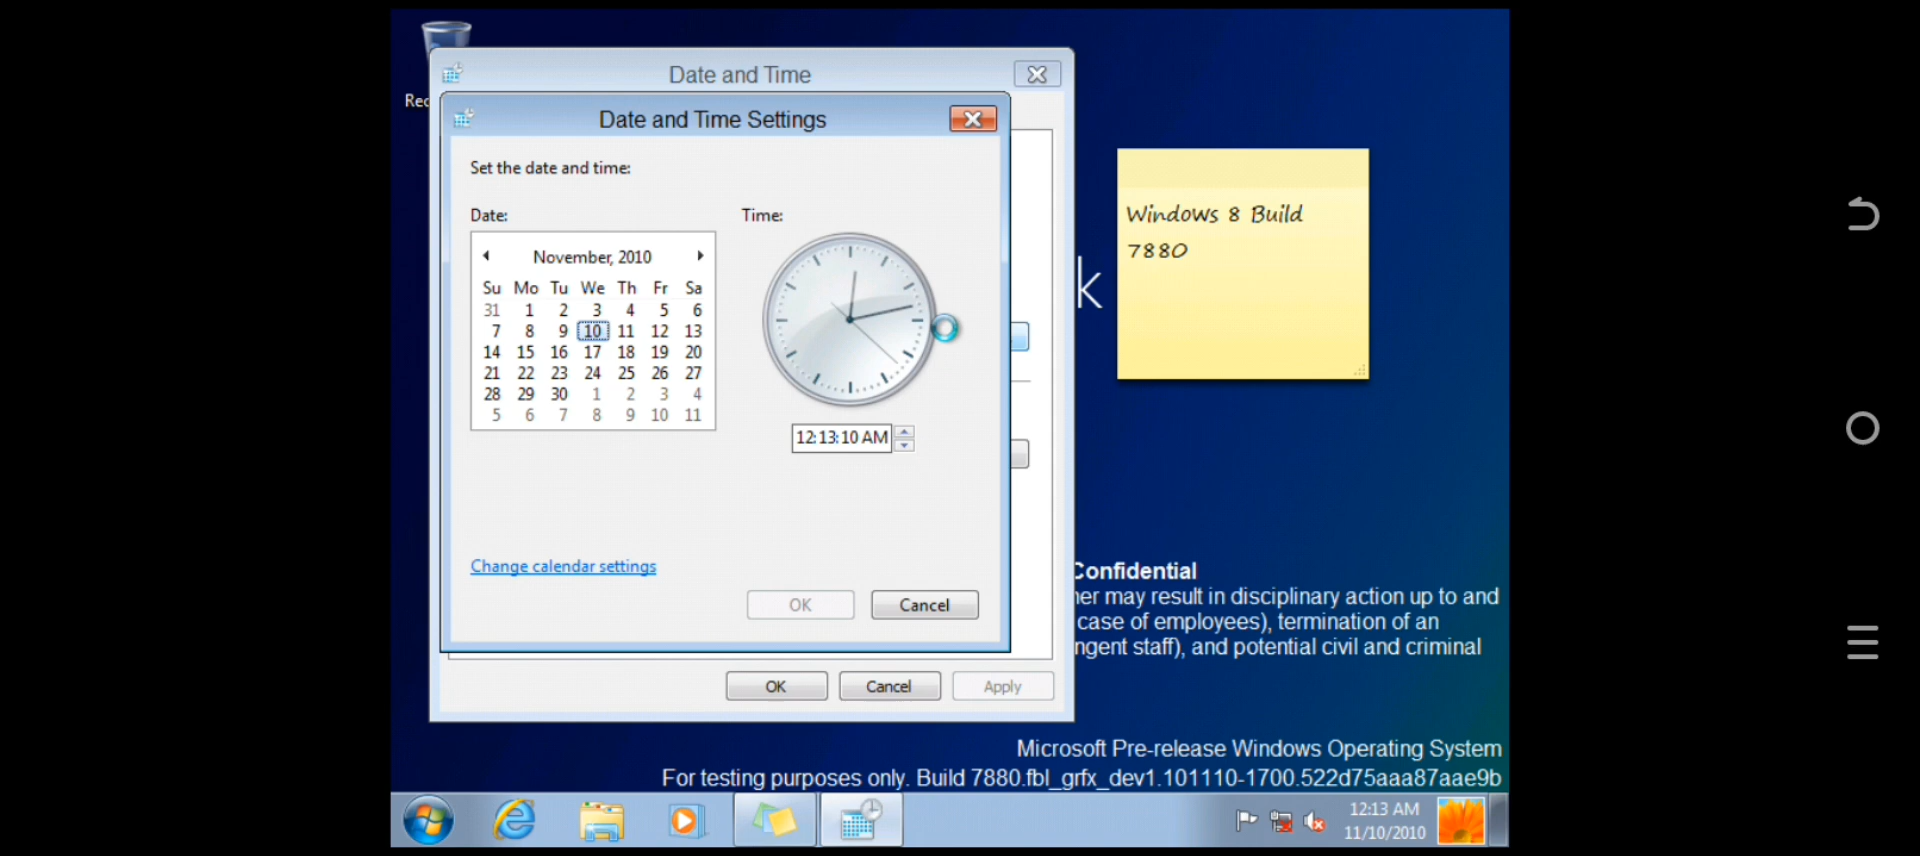 Rec
Date and Time
Date and Time Settings
Set the date and time:
Date:
Time:
November, 2010
Su Mo Tu We Th Fr Sa
31 1 2 3 4 5 6
7 8 9 10 11 12 13
14 15 16 17 18 19 20
21 22 23 24 25 26 27
28 29 30 1 2 3 4
5 6 7 8 9 10 11
12:13:10 AM
Change calendar settings
OK Cancel
OK Cancel Apply
k
Windows 8 Build
7880
Confidential
ner may result in disciplinary action up to and
case of employees), termination of an
ngent staff), and potential civil and criminal
Microsoft Pre-release Windows Operating System
For testing purposes only. Build 7880.fbl_grfx_dev1.101110-1700.522d75aaa87aae9b
12:13 AM
11/10/2010